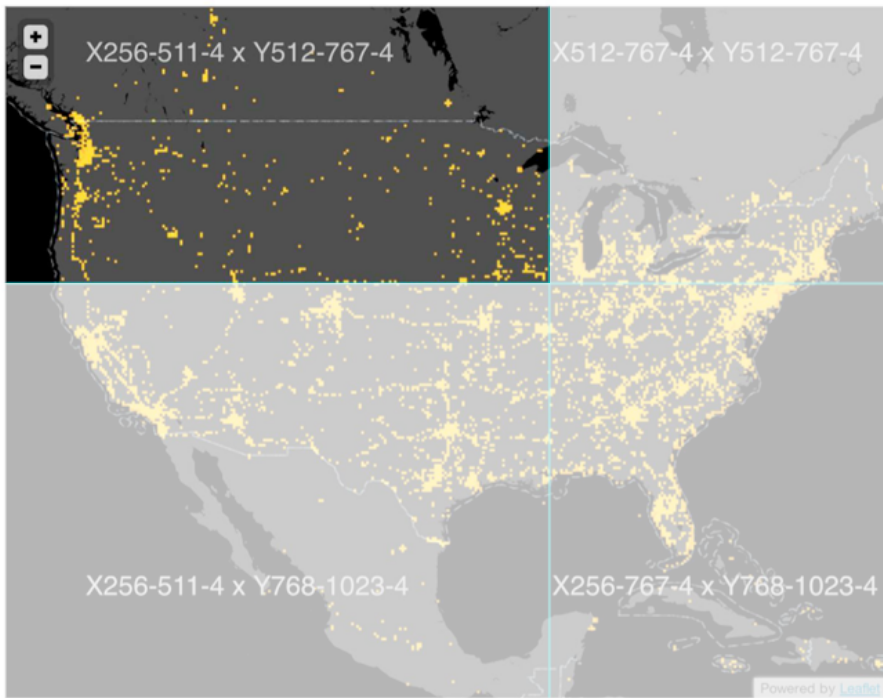 +
−
X256-511-4 x Y512-767-4
X512-767-4 x Y512-767-4
X256-511-4 x Y768-1023-4
X256-767-4 x Y768-1023-4
Powered by Leaflet